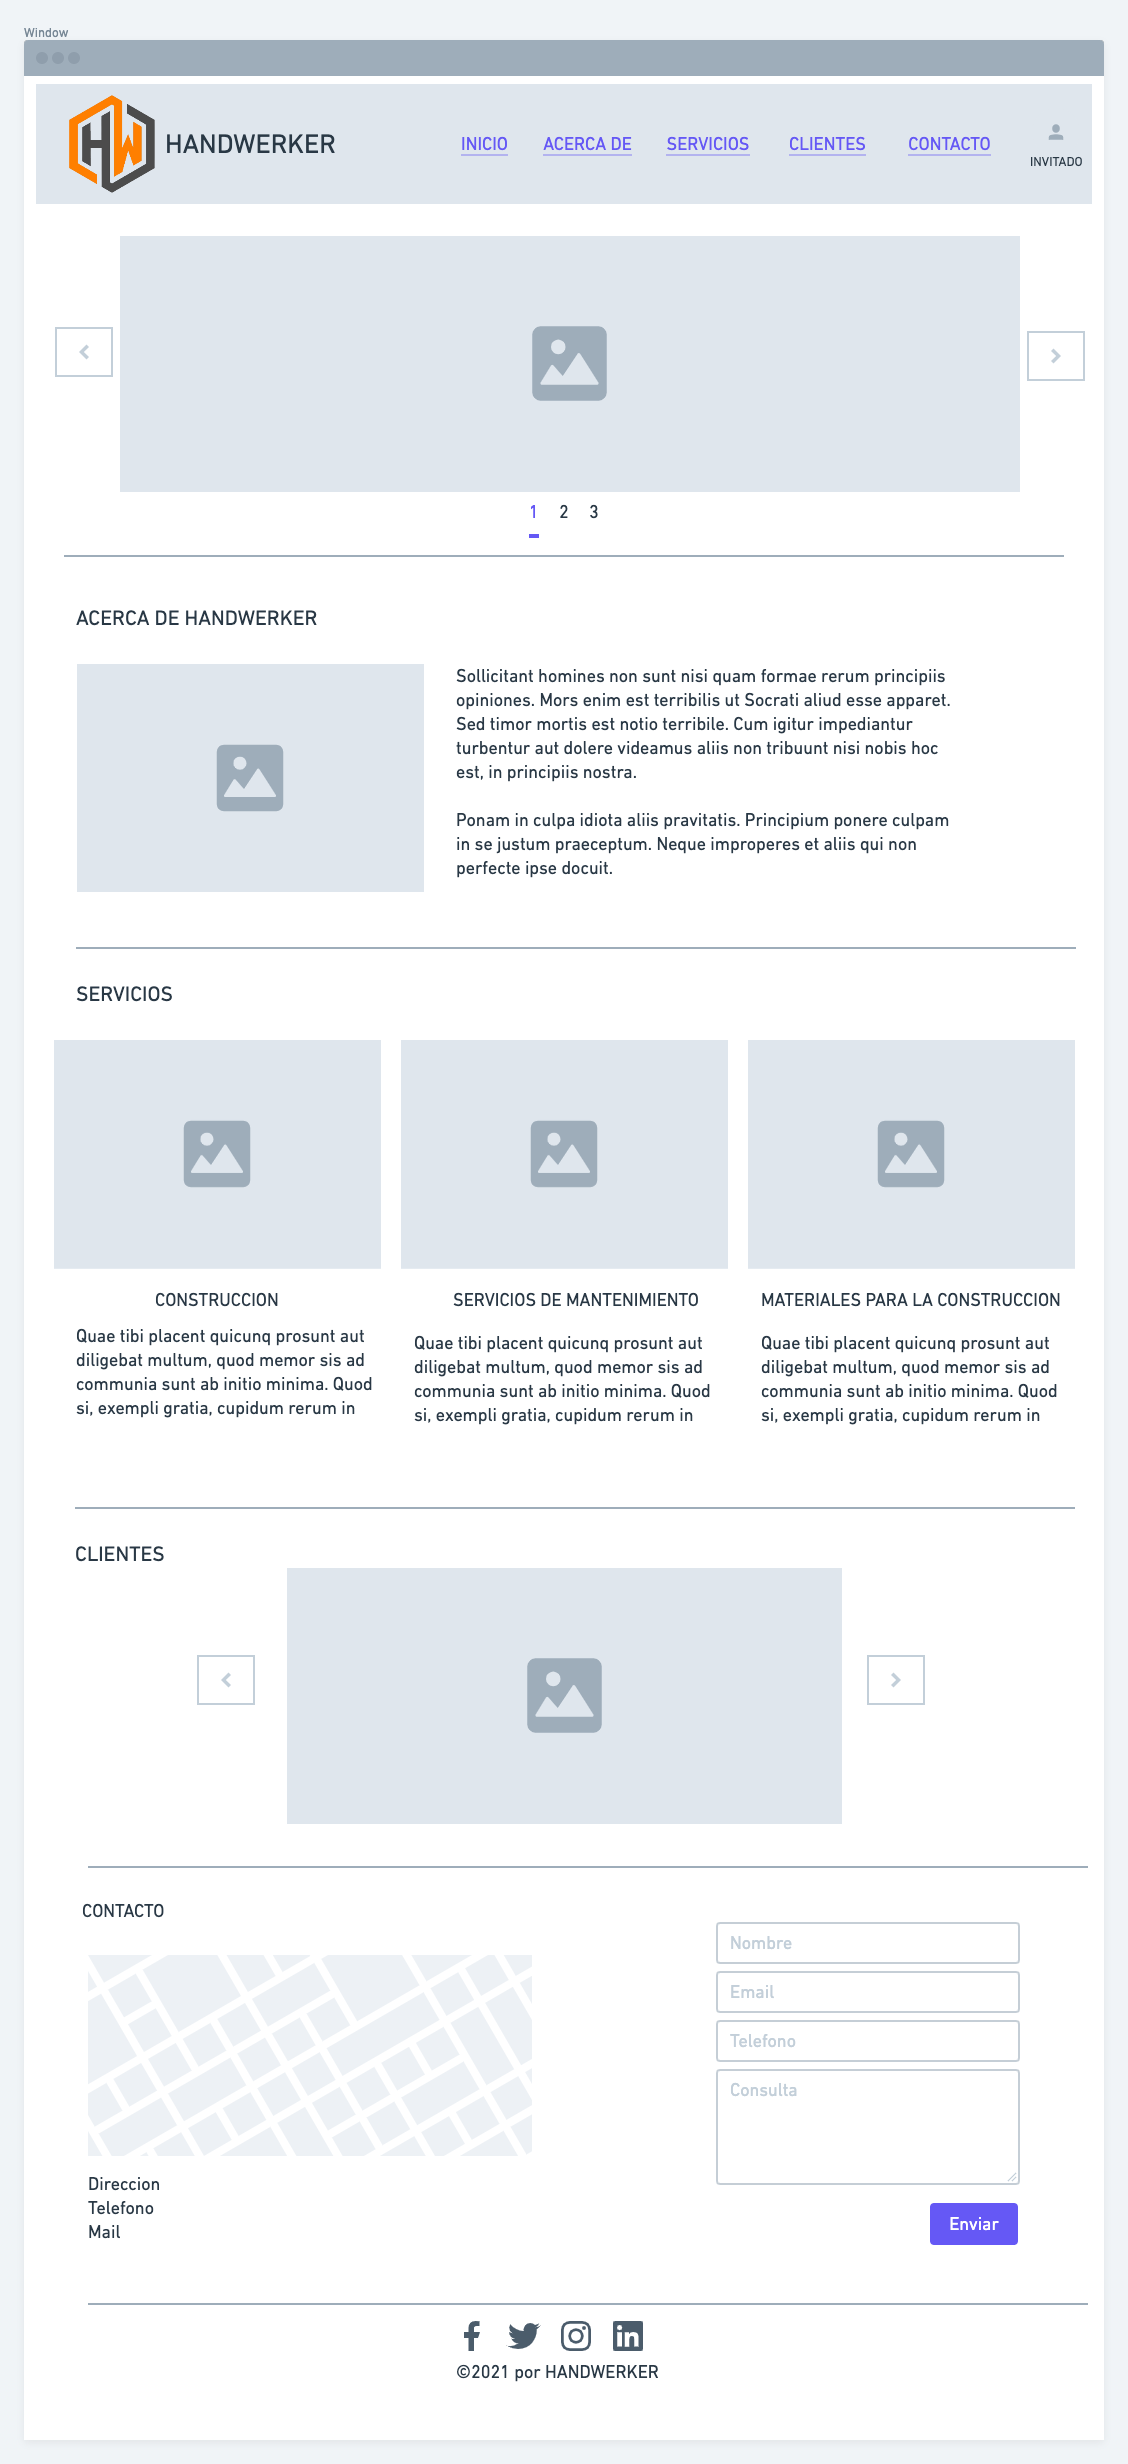 Window
HW HANDWERKER
INICIO ACERCA DE SERVICIOS CLIENTES CONTACTO
INVITADO
1 2 3
ACERCA DE HANDWERKER
Sollicitant homines non sunt nisi quam formae rerum principiis
opiniones. Mors enim est terribilis ut Socrati aliud esse apparet.
Sed timor mortis est notio terribile. Cum igitur impediantur
turbentur aut dolere videamus aliis non tribuunt nisi nobis hoc
est, in principiis nostra.
Ponam in culpa idiota aliis pravitatis. Principium ponere culpam
in se justum praeceptum. Neque improperes et aliis qui non
perfecte ipse docuit.
SERVICIOS
CONSTRUCCION
Quae tibi placent quicunq prosunt aut
diligebat multum, quod memor sis ad
communia sunt ab initio minima. Quod
si, exempli gratia, cupidum rerum in
SERVICIOS DE MANTENIMIENTO
Quae tibi placent quicunq prosunt aut
diligebat multum, quod memor sis ad
communia sunt ab initio minima. Quod
si, exempli gratia, cupidum rerum in
MATERIALES PARA LA CONSTRUCCION
Quae tibi placent quicunq prosunt aut
diligebat multum, quod memor sis ad
communia sunt ab initio minima. Quod
si, exempli gratia, cupidum rerum in
CLIENTES
CONTACTO
Direccion
Telefono
Mail
Nombre
Email
Telefono
Consulta
Enviar
©2021 por HANDWERKER